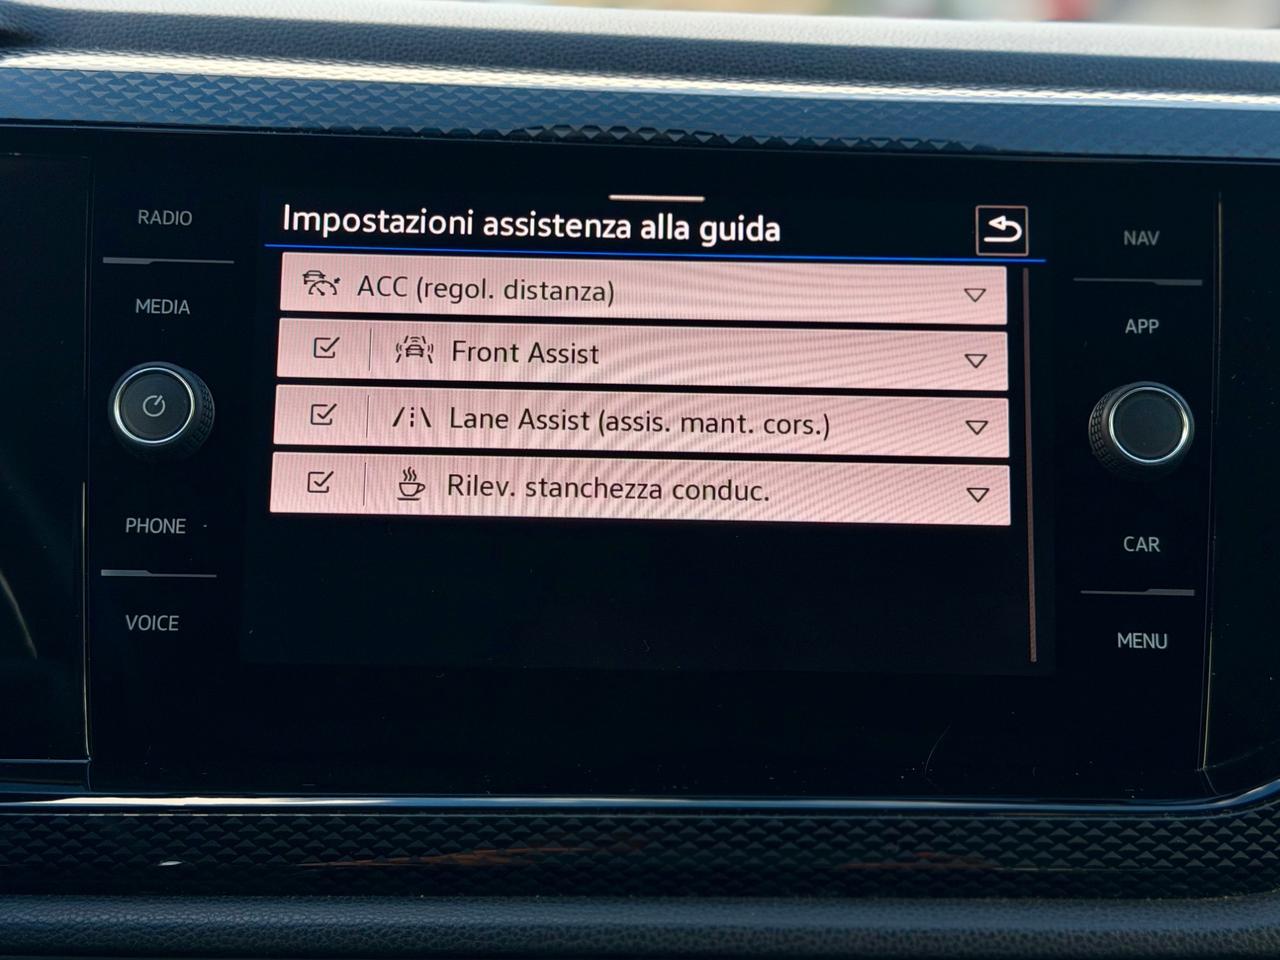 Impostazioni assistenza alla guida
ACC (regol. distanza)
Front Assist
Lane Assist (assis. mant. cors.)
Rilev. stanchezza conduc.
RADIO
MEDIA
PHONE
VOICE
NAV
APP
CAR
MENU